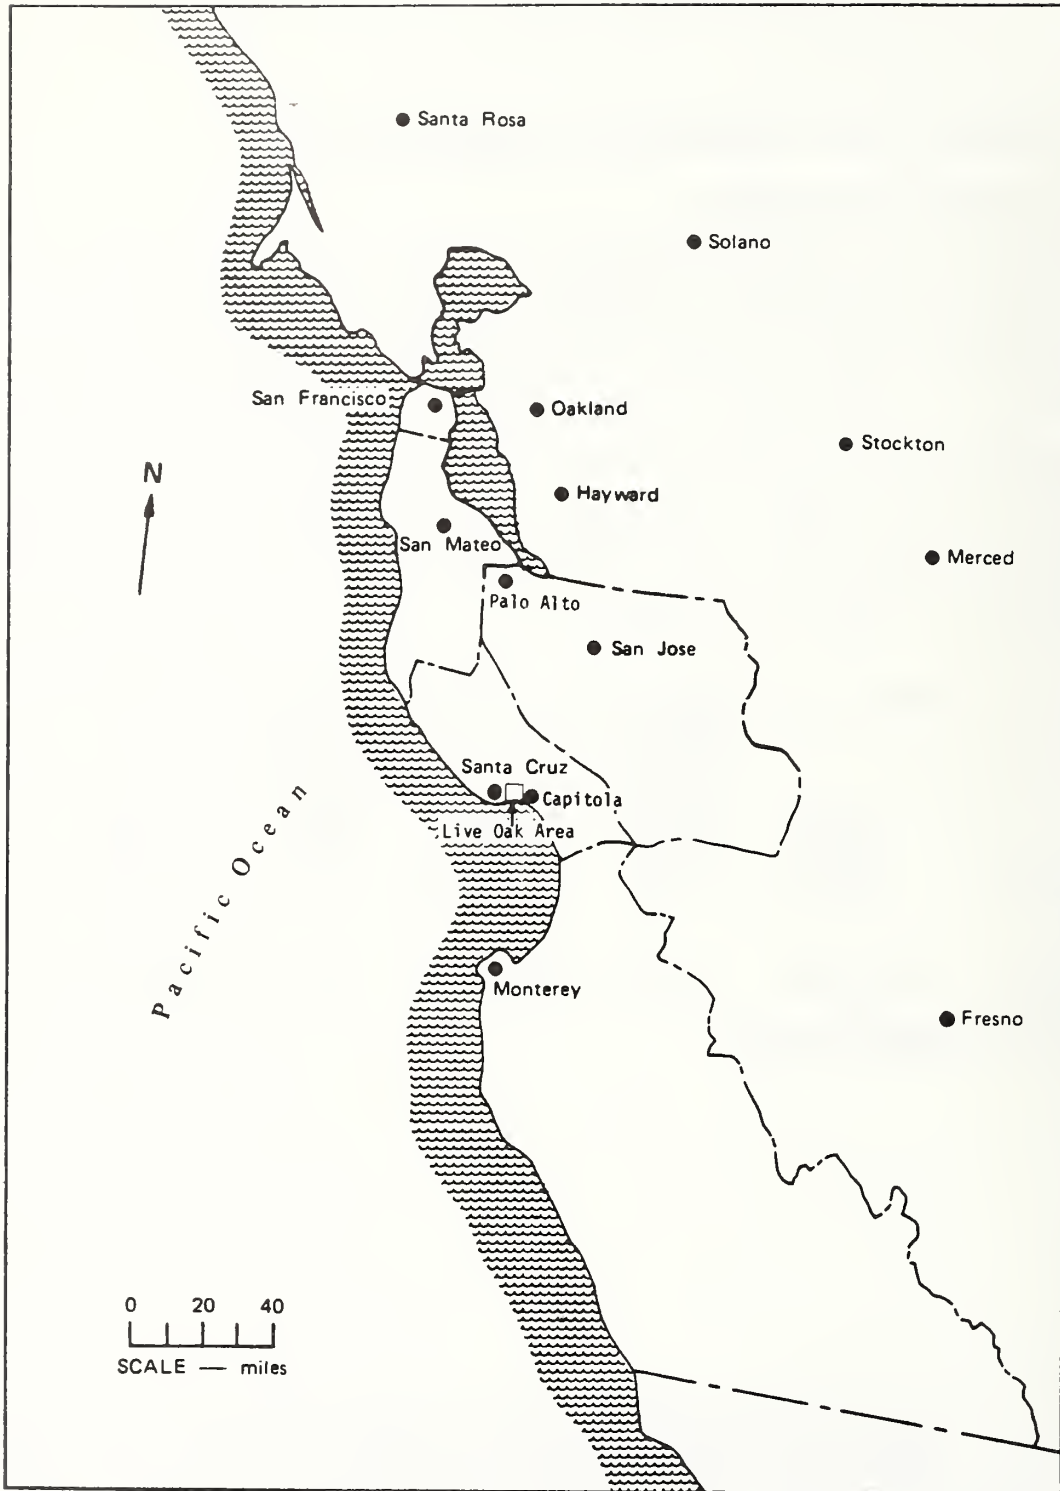 Santa Rosa
Solano
San Francisco
Oakland
Stockton
N
Hayward
San Mateo
Merced
Palo Alto
San Jose
Santa Cruz
Capitola
Live Oak Area
Pacific Ocean
Monterey
Fresno
0 20 40
SCALE — miles